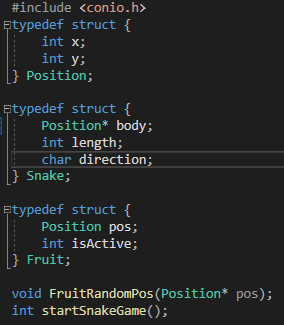 #include <conio.h>
typedef struct {
    int x;
    int y;
} Position;

typedef struct {
    Position* body;
    int length;
    char direction;
} Snake;

typedef struct {
    Position pos;
    int isActive;
} Fruit;

void FruitRandomPos(Position* pos);
int startSnakeGame();